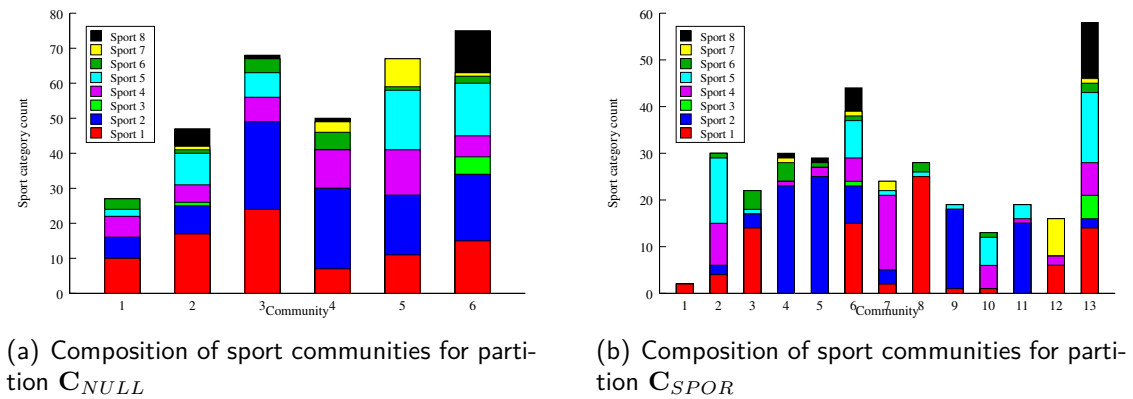 80
70
60
50
40
30
20
10
0
Sport category count
Sport 8
Sport 7
Sport 6
Sport 5
Sport 4
Sport 3
Sport 2
Sport 1
1 2 3 4 5 6
Community
(a) Composition of sport communities for parti-
tion C_NULL
60
50
40
30
20
10
0
Sport category count
Sport 8
Sport 7
Sport 6
Sport 5
Sport 4
Sport 3
Sport 2
Sport 1
1 2 3 4 5 6 7 8 9 10 11 12 13
Community
(b) Composition of sport communities for parti-
tion C_SPOR